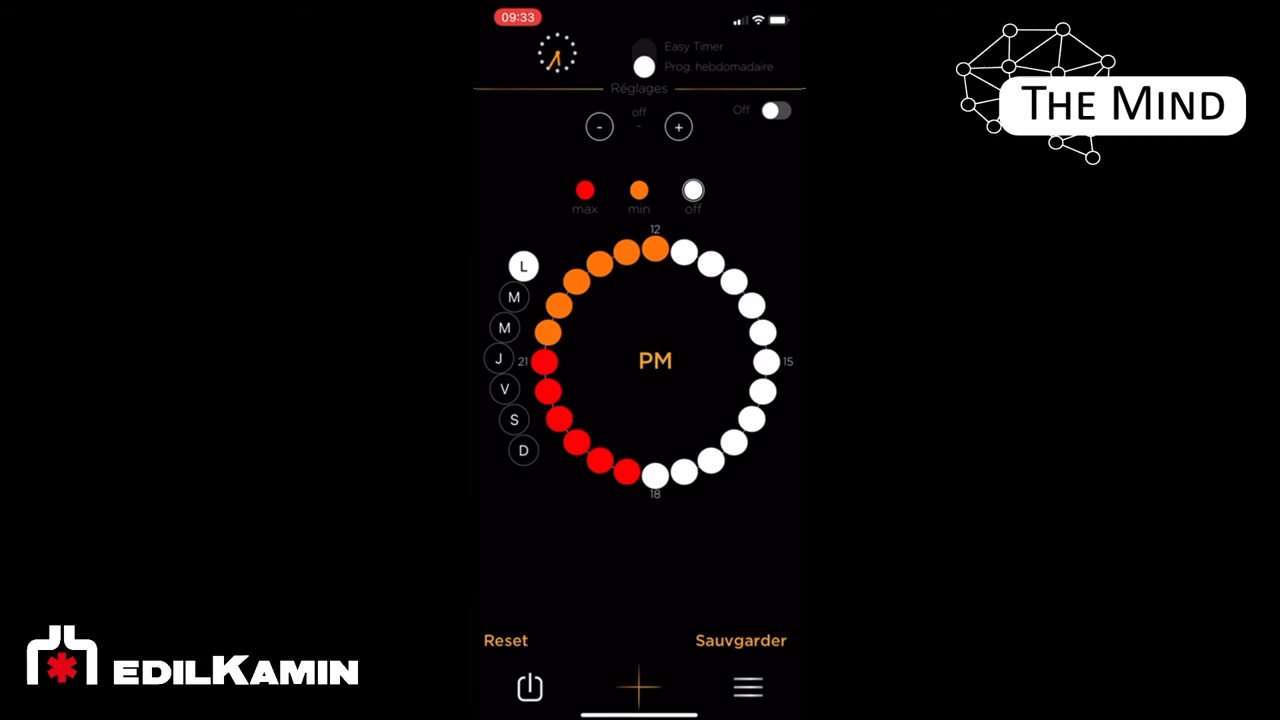 09:33
Easy Timer
Prog. hebdomadaire
Réglages
off
-
- +
Off
max min off
12
L
M
M
J
V
S
D
21
PM
15
18
Reset
Sauvgarder
THE MIND
EDILKAMIN